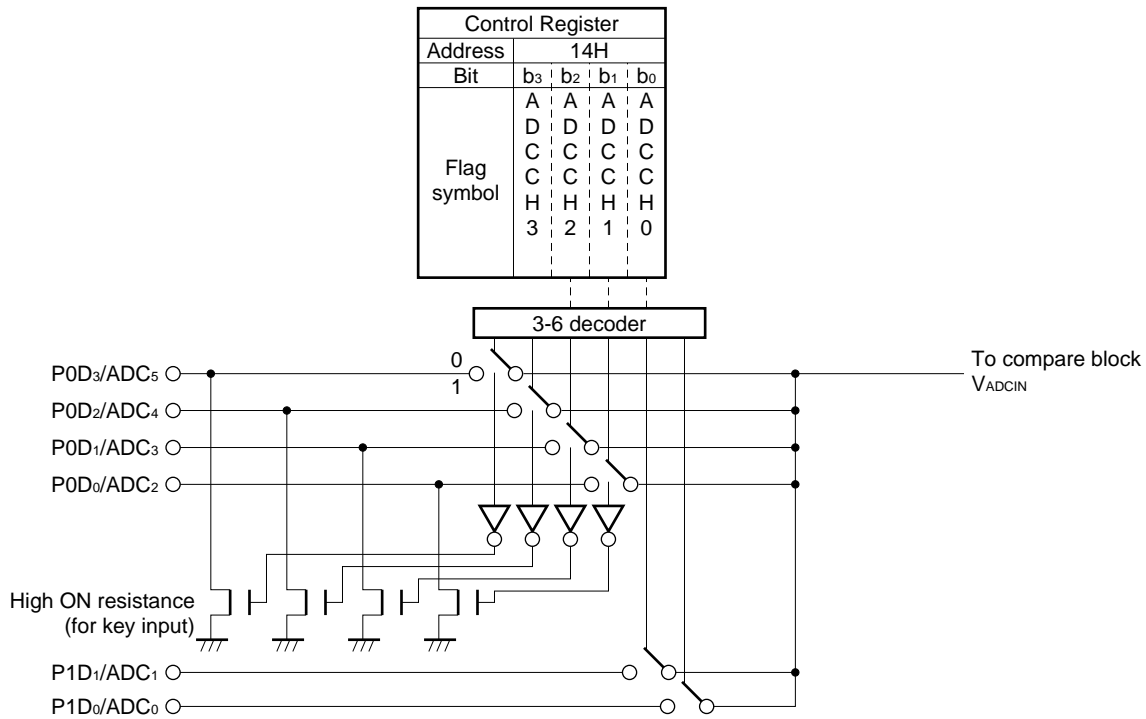 Control Register
Address 14H
Bit b3 b2 b1 b0
Flag symbol
ADCCH3
ADCCH2
ADCCH1
ADCCH0
3-6 decoder
0
1
To compare block
VADCIN
P0D3/ADC5
P0D2/ADC4
P0D1/ADC3
P0D0/ADC2
High ON resistance
(for key input)
P1D1/ADC1
P1D0/ADC0